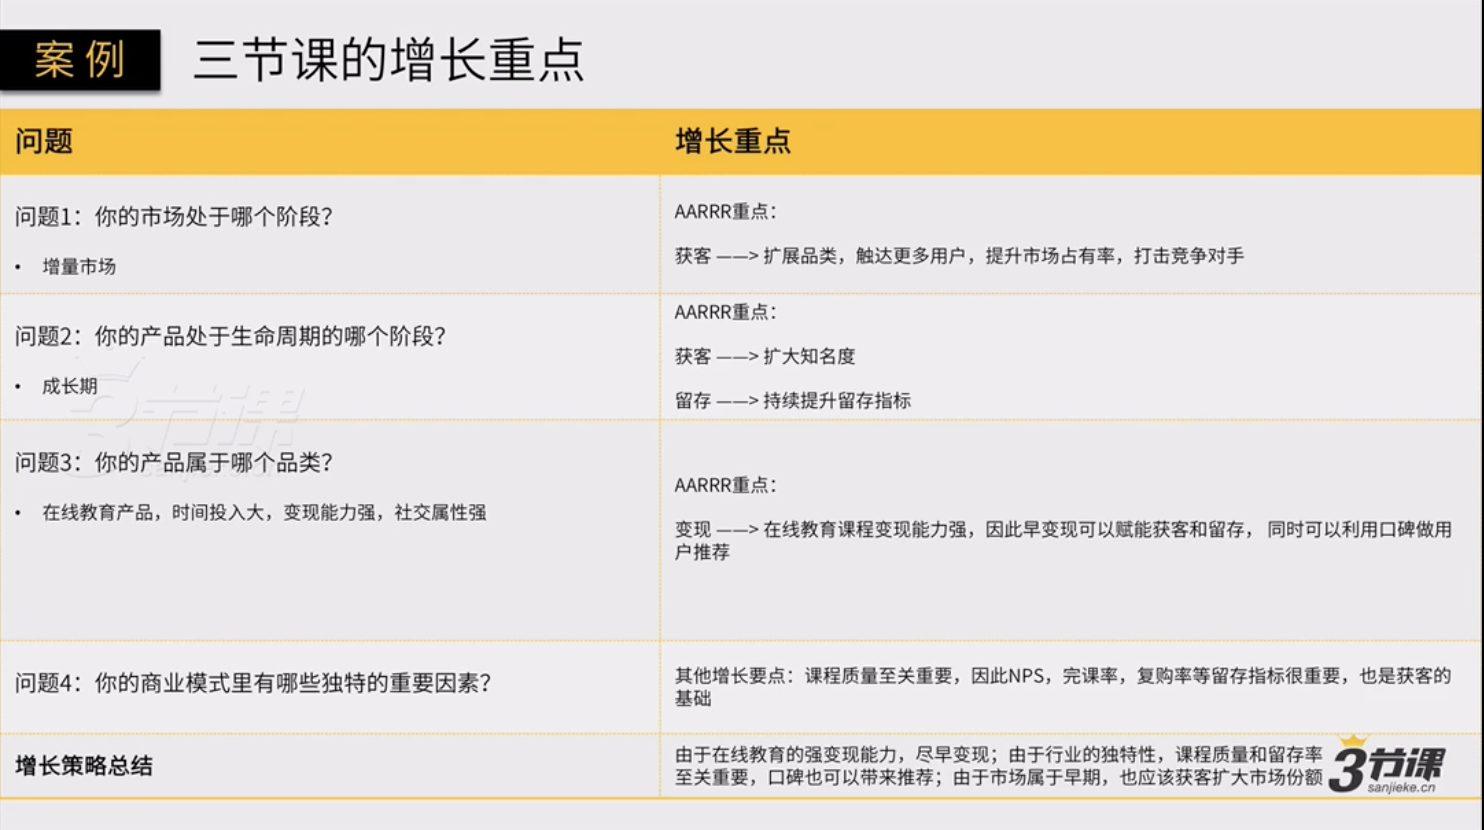 案例
三节课的增长重点
问题
增长重点
问题1：你的市场处于哪个阶段？
• 增量市场
AARRR重点：
获客 ——> 扩展品类，触达更多用户，提升市场占有率，打击竞争对手
问题2：你的产品处于生命周期的哪个阶段？
• 成长期
AARRR重点：
获客 ——> 扩大知名度
留存 ——> 持续提升留存指标
问题3：你的产品属于哪个品类？
• 在线教育产品，时间投入大，变现能力强，社交属性强
AARRR重点：
变现 ——> 在线教育课程变现能力强，因此早变现可以赋能获客和留存， 同时可以利用口碑做用
户推荐
问题4：你的商业模式里有哪些独特的重要因素？
其他增长要点：课程质量至关重要，因此NPS，完课率，复购率等留存指标很重要，也是获客的
基础
增长策略总结
由于在线教育的强变现能力，尽早变现；由于行业的独特性，课程质量和留存率
至关重要，口碑也可以带来推荐；由于市场属于早期，也应该获客扩大市场份额
3节课
sanjieke.cn
3节课